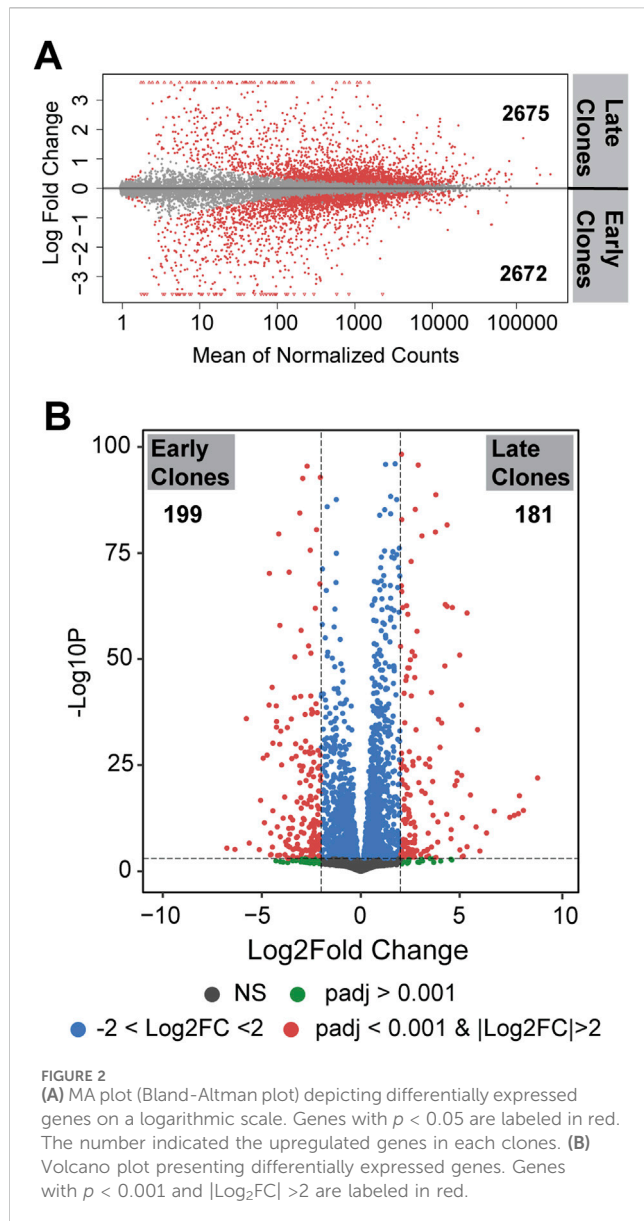 A
Log Fold Change
3
2
1
0
−1
−2
−3
2675
2672
Late
Clones
Early
Clones
1 10 100 1000 10000 100000
Mean of Normalized Counts
B
-Log10P
100
75
50
25
0
Early
Clones
199
Late
Clones
181
−10 −5 0 5 10
Log2Fold Change
NS padj > 0.001
-2 < Log2FC <2 padj < 0.001 & |Log2FC|>2
FIGURE 2
(A) MA plot (Bland-Altman plot) depicting differentially expressed
genes on a logarithmic scale. Genes with p < 0.05 are labeled in red.
The number indicated the upregulated genes in each clones. (B)
Volcano plot presenting differentially expressed genes. Genes
with p < 0.001 and |Log₂FC| >2 are labeled in red.